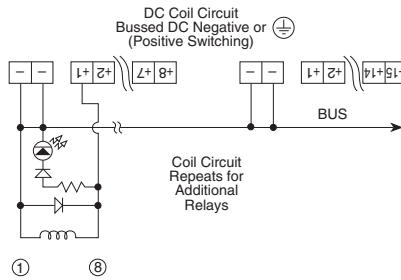 DC Coil Circuit
Bussed DC Negative or
(Positive Switching)
– – 1+ 2+ 7+ 8+ – – 1+ 2+ 14+ 15+
BUS
Coil Circuit
Repeats for
Additional
Relays
1 8